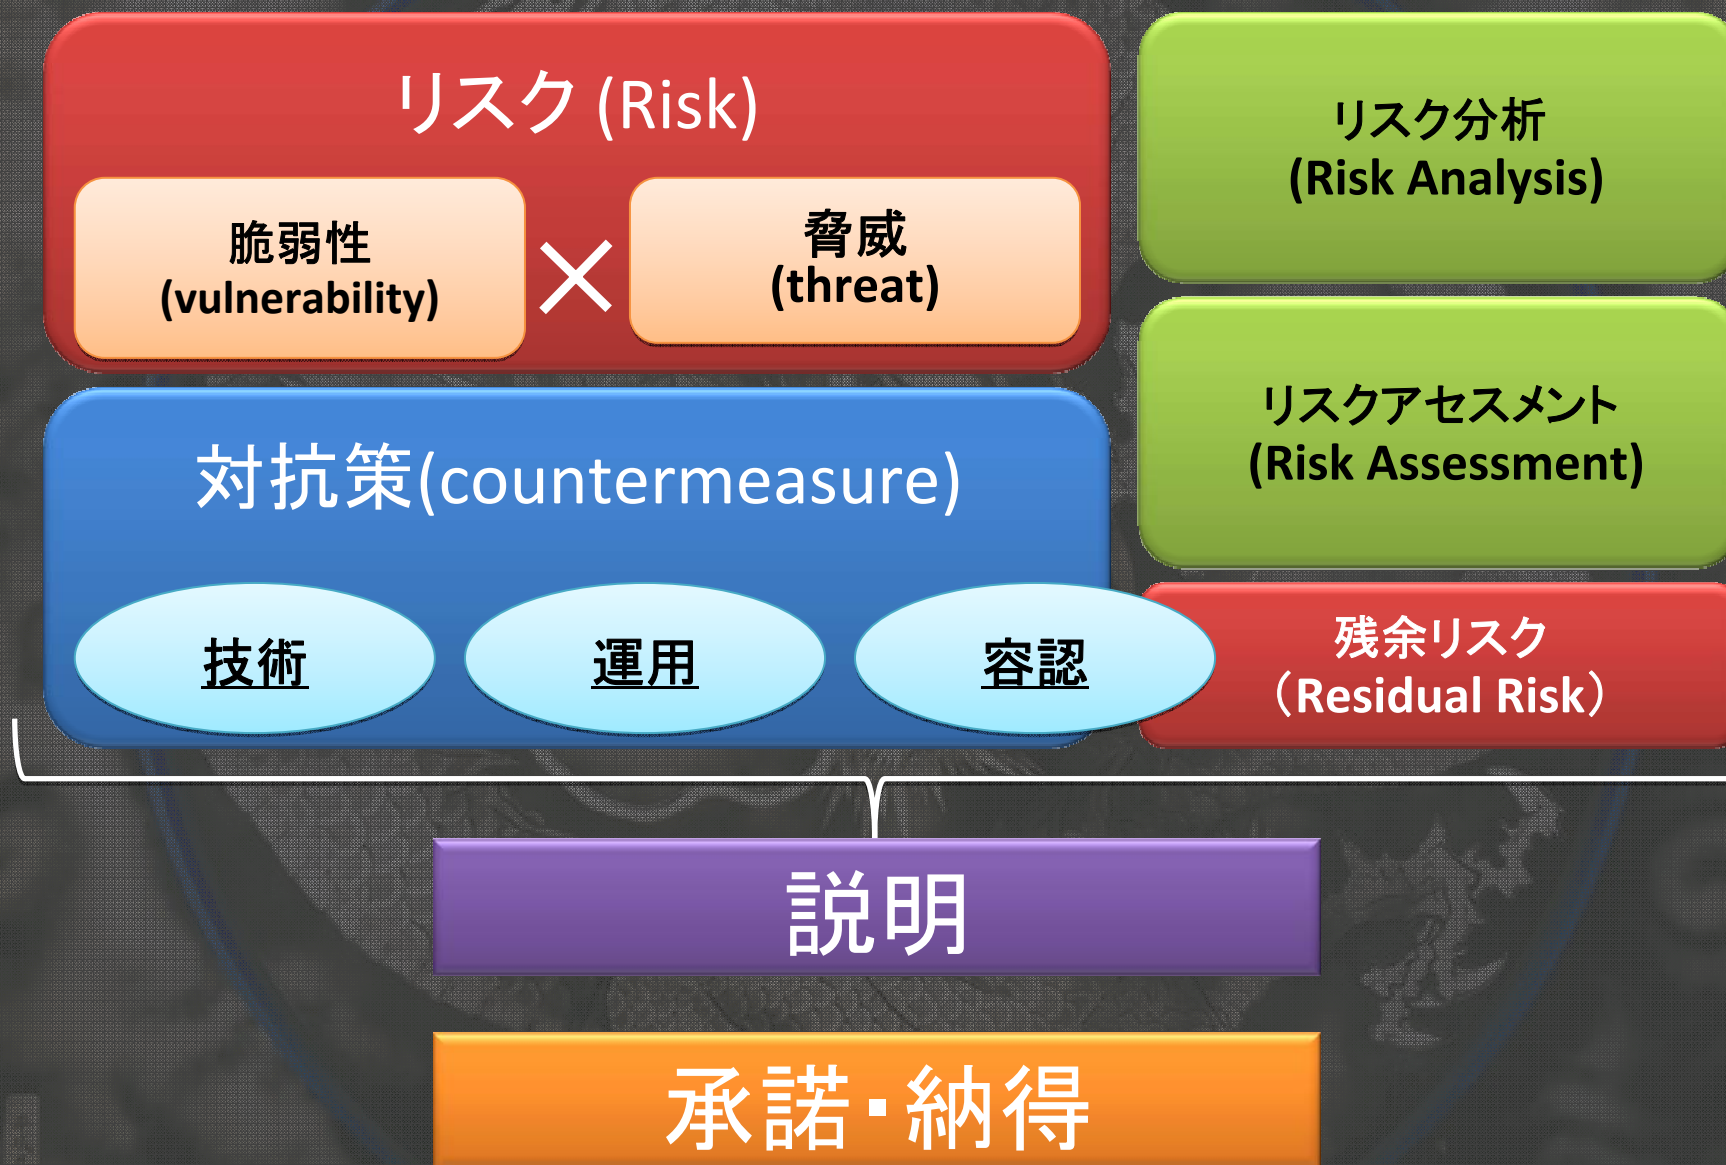 リスク (Risk)
脆弱性
(vulnerability)
×
脅威
(threat)
対抗策(countermeasure)
技術
運用
容認
リスク分析
(Risk Analysis)
リスクアセスメント
(Risk Assessment)
残余リスク
（Residual Risk）
説明
承諾・納得